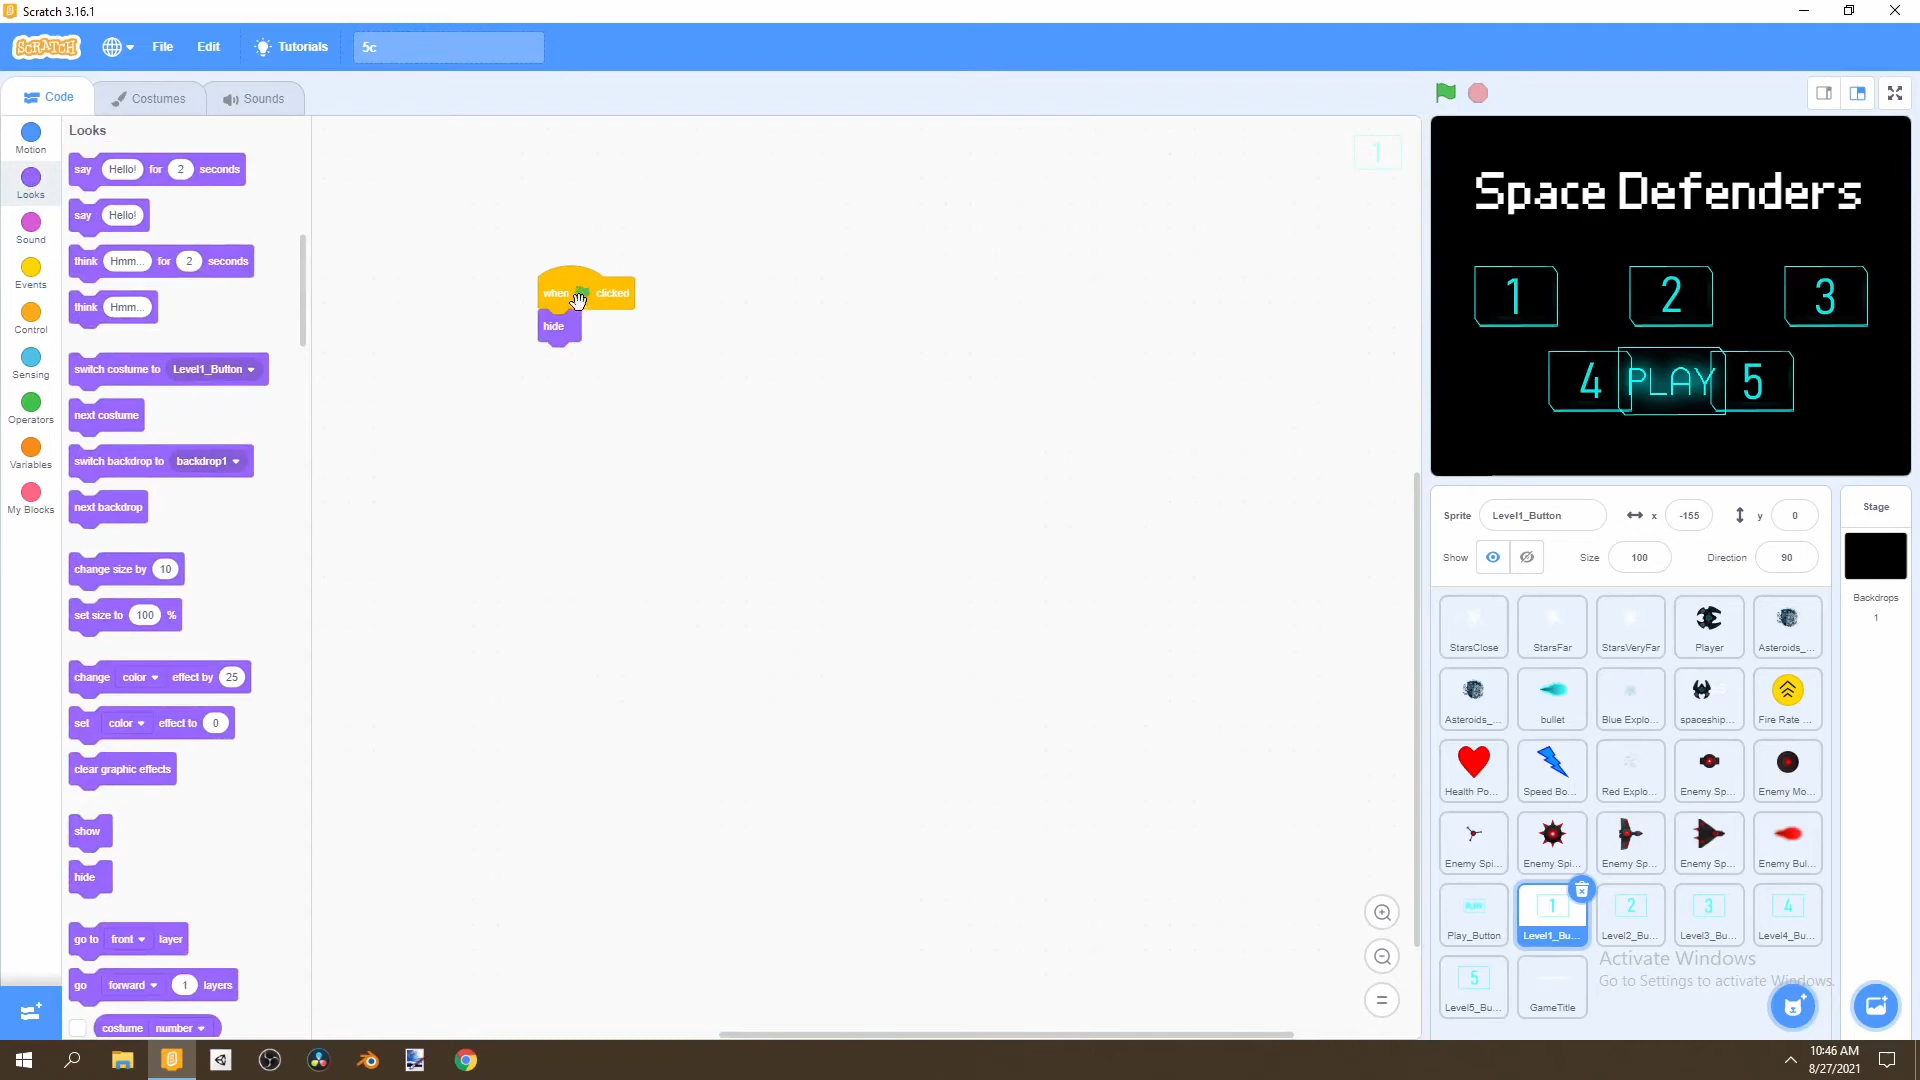 Scratch 3.16.1
SCRATCH File Edit Tutorials 5c
Code Costumes Sounds
Motion
Looks
Sound
Events
Control
Sensing
Operators
Variables
My Blocks
Looks
say Hello! for 2 seconds
say Hello!
think Hmm... for 2 seconds
think Hmm...
switch costume to Level1_Button
next costume
switch backdrop to backdrop1
next backdrop
change size by 10
set size to 100 %
change color effect by 25
set color effect to 0
clear graphic effects
show
hide
go to front layer
go forward 1 layers
costume number
when clicked
hide
1
Space Defenders
1 2 3
4 PLAY 5
Sprite Level1_Button x -155 y 0
Show Size 100 Direction 90
StarsClose StarsFar StarsVeryFar Player Asteroids_...
Asteroids_... bullet Blue Explo... spaceship... Fire Rate ...
Health Po... Speed Bo... Red Explo... Enemy Sp... Enemy Mo...
Enemy Spi... Enemy Spi... Enemy Sp... Enemy Sp... Enemy Bul...
PLAY 1 2 3 4
Play_Button Level1_Bu... Level2_Bu... Level3_Bu... Level4_Bu...
5
Level5_Bu... GameTitle
Stage
Backdrops
1
Activate Windows
Go to Settings to activate Windows.
10:46 AM
8/27/2021